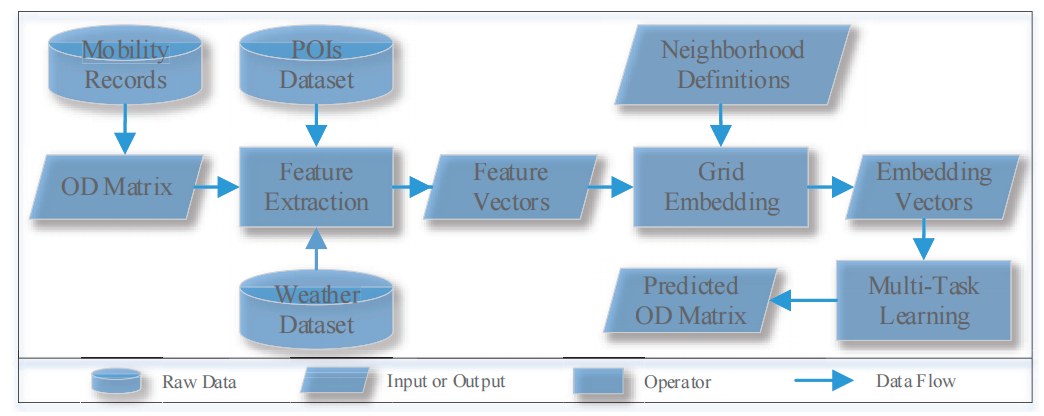 Mobility
Records
POIs
Dataset
Neighborhood
Definitions
OD Matrix
Feature
Extraction
Feature
Vectors
Grid
Embedding
Embedding
Vectors
Weather
Dataset
Predicted
OD Matrix
Multi-Task
Learning
Raw Data
Input or Output
Operator
Data Flow